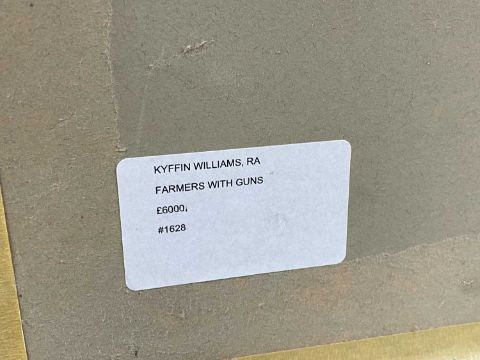 KYFFIN WILLIAMS, RA
FARMERS WITH GUNS
£6000,
#1628